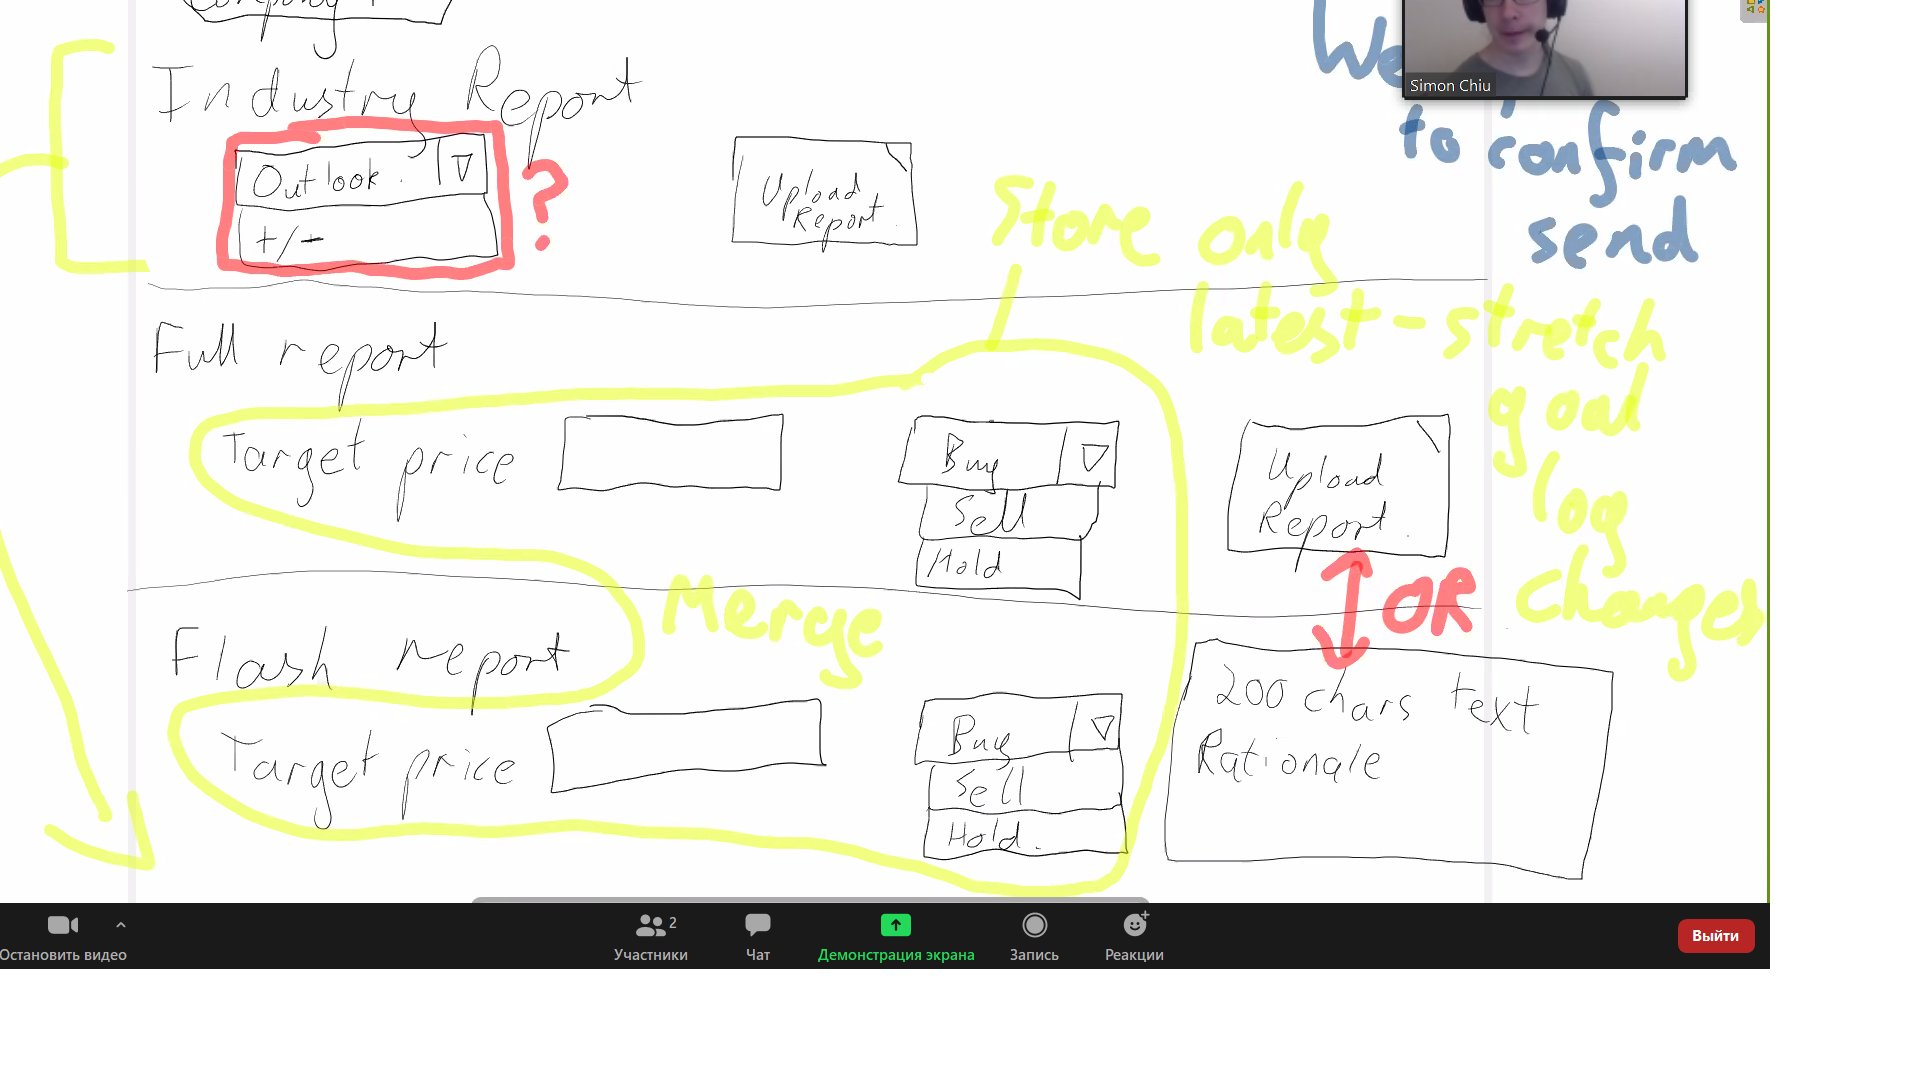 Company
We
Simon Chiu
Industry Report
to confirm
send
Outlook.
+/-
?
Upload
Report.
Store only
latest - stretch
goal
log
changes
Full report
Target price
Buy
Sell
Hold
Upload
Report.
OR
Merge
Flash report
Target price
Buy
Sell
Hold.
200 chars text
Rationale
Остановить видео
Участники
2
Чат
Демонстрация экрана
Запись
Реакции
Выйти